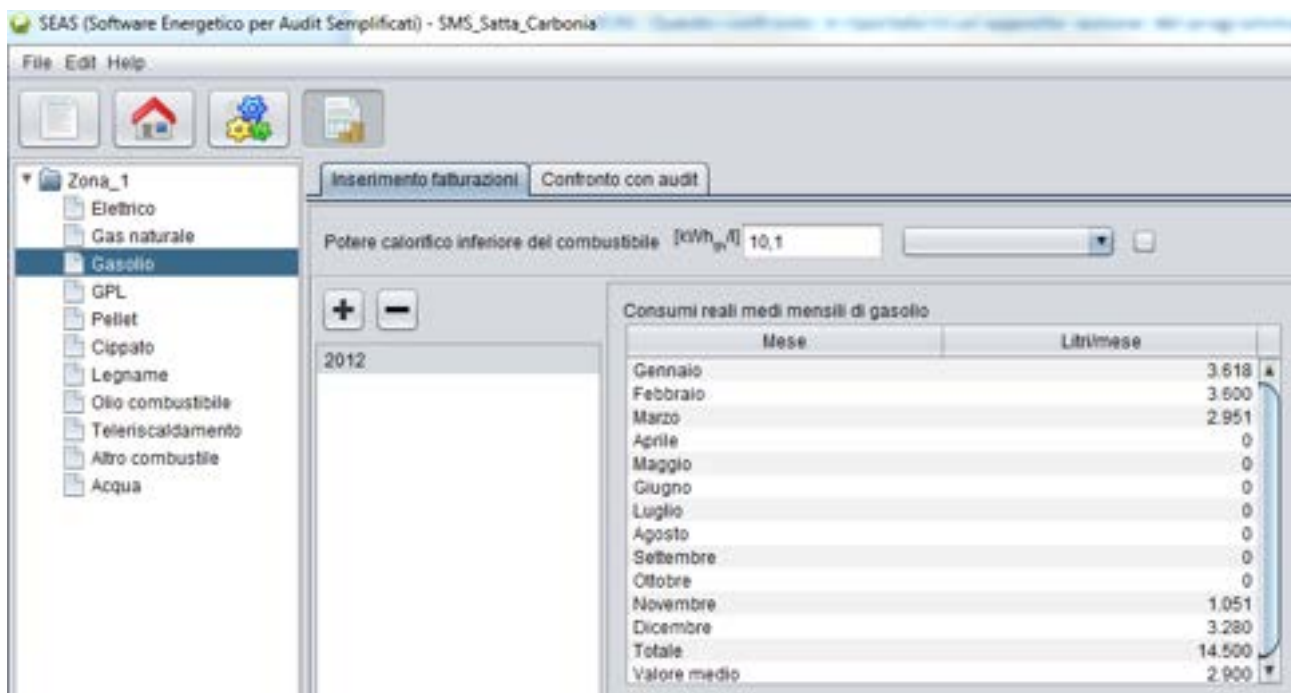 SEAS (Software Energetico per Audit Semplificati) - SMS_Satta_Carbonia
File Edit Help
Zona_1
Elettrico
Gas naturale
Gasolio
GPL
Pellet
Cippato
Legname
Olio combustibile
Teleriscaldamento
Altro combustile
Acqua
Inserimento fatturazioni Confronto con audit
Potere calorifico inferiore del combustibile [kWhth/l] 10,1
2012
Consumi reali medi mensili di gasolio
Mese Litri/mese
Gennaio 3.618
Febbraio 3.600
Marzo 2.951
Aprile 0
Maggio 0
Giugno 0
Luglio 0
Agosto 0
Settembre 0
Ottobre 0
Novembre 1.051
Dicembre 3.280
Totale 14.500
Valore medio 2.900